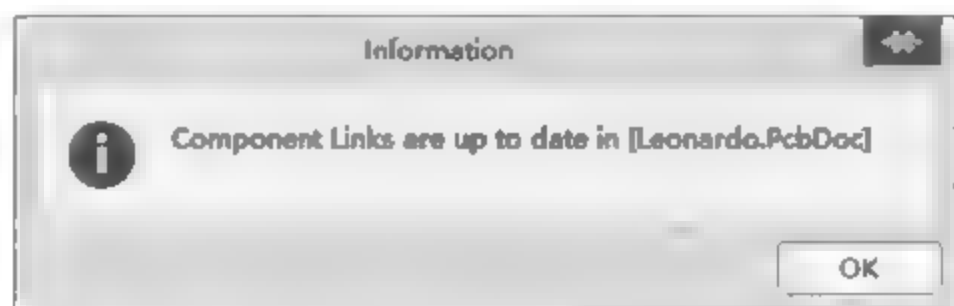 Information
Component Links are up to date in [Leonardo.PcbDoc]
OK